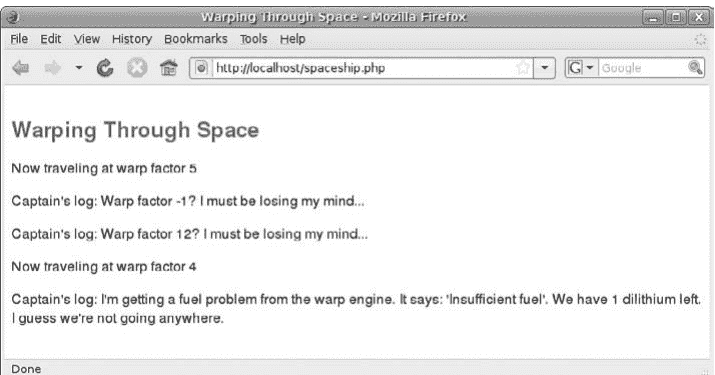 Warping Through Space - Mozilla Firefox
File Edit View History Bookmarks Tools Help
http://localhost/spaceship.php
G Google
Warping Through Space
Now traveling at warp factor 5
Captain's log: Warp factor -1? I must be losing my mind...
Captain's log: Warp factor 12? I must be losing my mind...
Now traveling at warp factor 4
Captain's log: I'm getting a fuel problem from the warp engine. It says: 'Insufficient fuel'. We have 1 dilithium left.
I guess we're not going anywhere.
Done